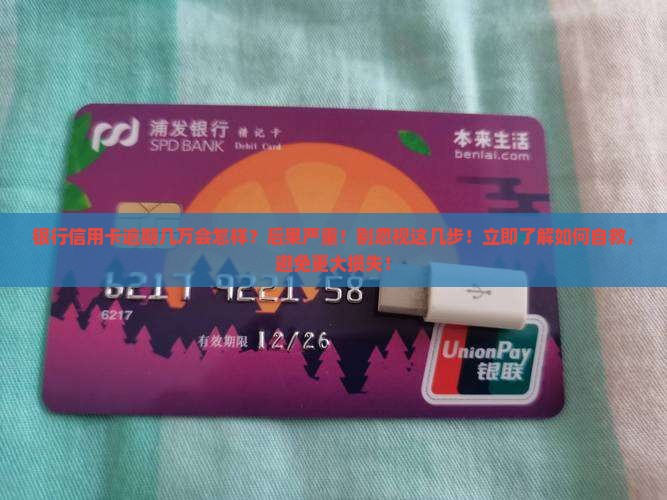 浦发银行 借记卡
SPD BANK Debit Card
本来生活
benlai.com
银行信用卡逾期几万会怎样？后果严重！别忽视这几步！立即了解如何自救，
避免更大损失！
6217 9221 58
6217
有效期限 12/26
UnionPay
银联